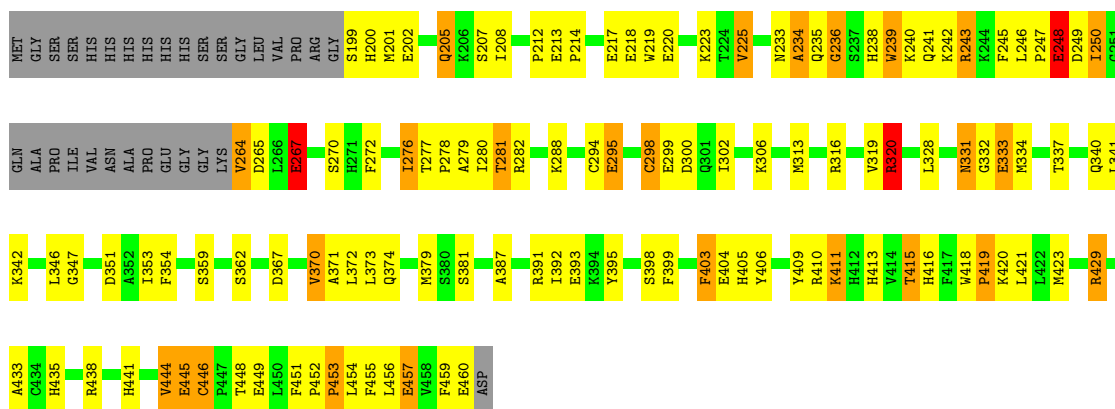 MET GLY SER SER HIS HIS HIS HIS HIS HIS SER SER GLY LEU VAL PRO ARG GLY S199 H200 M201 E202 Q205 K206 S207 I208 P212 E213 P214 E217 E218 W219 E220 K223 T224 V225 N233 A234 Q235 G236 S237 H238 W239 K240 Q241 K242 R243 K244 F245 L246 P247 E248 D249 I250 G251
GLN ALA PRO ILE VAL ASN ALA PRO GLU GLY GLY LYS V264 D265 L266 E267 S270 H271 F272 I276 T277 P278 A279 I280 T281 R282 K288 C294 E295 C298 E299 D300 Q301 I302 K306 M313 R316 V319 R320 L328 N331 G332 E333 M334 T337 Q340 L341
K342 L346 G347 D351 A352 I353 F354 S359 S362 D367 V370 A371 L372 L373 Q374 M379 S380 S381 A387 R391 I392 E393 K394 Y395 S398 F399 F403 E404 H405 Y406 Y409 R410 K411 H412 H413 V414 T415 H416 F417 W418 P419 K420 L421 L422 M423 R429
A433 C434 H435 R438 H441 V444 E445 C446 P447 T448 E449 L450 F451 P452 P453 L454 F455 L456 E457 V458 F459 E460 ASP